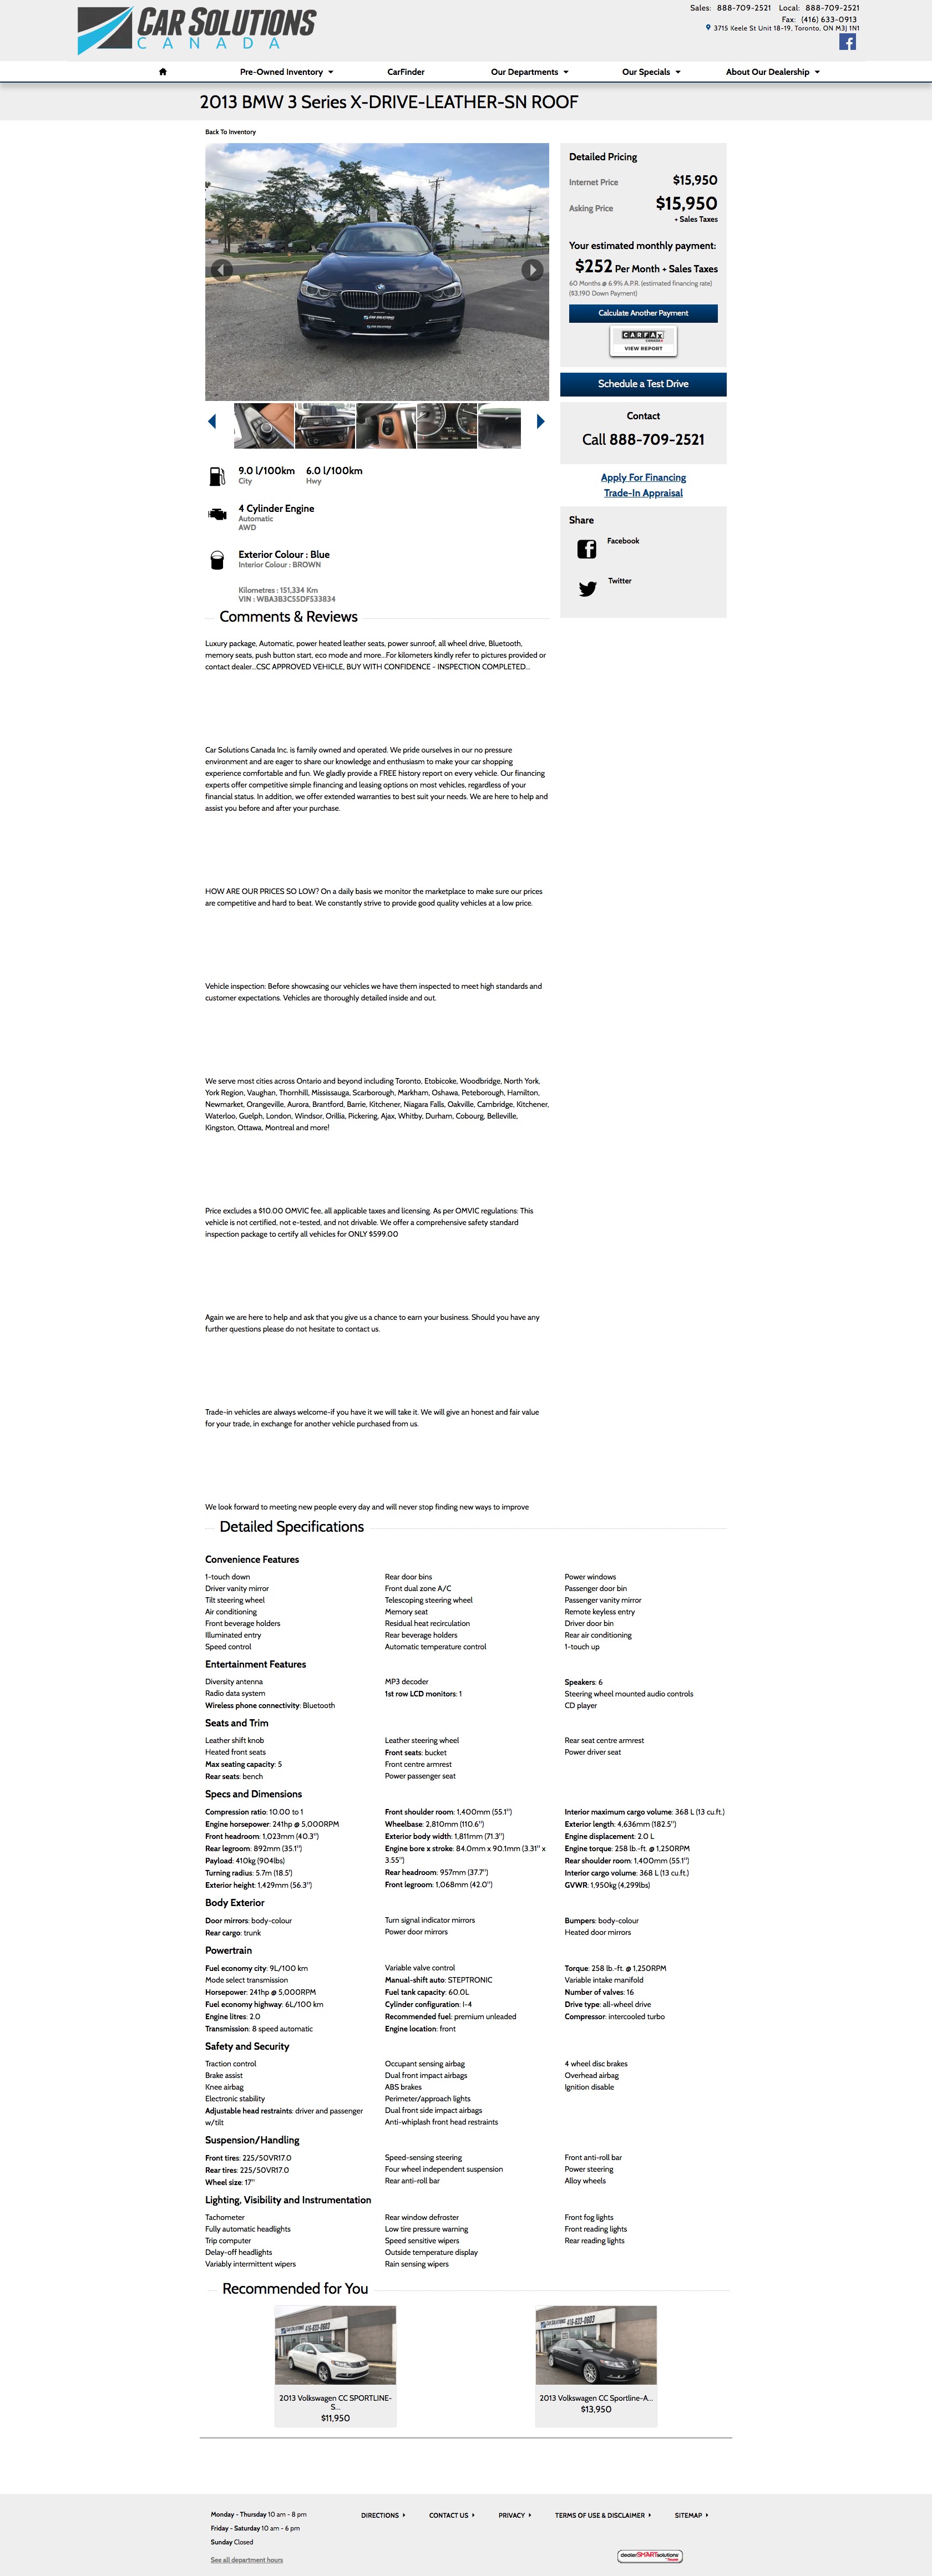 CAR SOLUTIONS
CANADA
Sales: 888-709-2521 Local: 888-709-2521
Fax: (416) 633-0913
3715 Keele St Unit 18-19, Toronto, ON M3J 1N1
Pre-Owned Inventory
CarFinder
Our Departments
Our Specials
About Our Dealership
2013 BMW 3 Series X-DRIVE-LEATHER-SN ROOF
Back To Inventory
Detailed Pricing
Internet Price $15,950
Asking Price $15,950
+ Sales Taxes
Your estimated monthly payment:
$252 Per Month + Sales Taxes
60 Months @ 6.9% A.P.R. (estimated financing rate)
($3,190 Down Payment)
Calculate Another Payment
CARFAX
CANADA
VIEW REPORT
Schedule a Test Drive
Contact
Call 888-709-2521
Apply For Financing
Trade-In Appraisal
Share
Facebook
Twitter
9.0 l/100km 6.0 l/100km
City Hwy
4 Cylinder Engine
Automatic
AWD
Exterior Colour : Blue
Interior Colour : BROWN
Kilometres : 151,334 Km
VIN : WBA3B3C55DF533834
Comments & Reviews
Luxury package, Automatic, power heated leather seats, power sunroof, all wheel drive, Bluetooth,
memory seats, push button start, eco mode and more...For kilometers kindly refer to pictures provided or
contact dealer...CSC APPROVED VEHICLE, BUY WITH CONFIDENCE - INSPECTION COMPLETED...
Car Solutions Canada Inc. is family owned and operated. We pride ourselves in our no pressure
environment and are eager to share our knowledge and enthusiasm to make your car shopping
experience comfortable and fun. We gladly provide a FREE history report on every vehicle. Our financing
experts offer competitive simple financing and leasing options on most vehicles, regardless of your
financial status. In addition, we offer extended warranties to best suit your needs. We are here to help and
assist you before and after your purchase.
HOW ARE OUR PRICES SO LOW? On a daily basis we monitor the marketplace to make sure our prices
are competitive and hard to beat. We constantly strive to provide good quality vehicles at a low price.
Vehicle inspection: Before showcasing our vehicles we have them inspected to meet high standards and
customer expectations. Vehicles are thoroughly detailed inside and out.
We serve most cities across Ontario and beyond including Toronto, Etobicoke, Woodbridge, North York,
York Region, Vaughan, Thornhill, Mississauga, Scarborough, Markham, Oshawa, Peteborough, Hamilton,
Newmarket, Orangeville, Aurora, Brantford, Barrie, Kitchener, Niagara Falls, Oakville, Cambridge, Kitchener,
Waterloo, Guelph, London, Windsor, Orillia, Pickering, Ajax, Whitby, Durham, Cobourg, Belleville,
Kingston, Ottawa, Montreal and more!
Price excludes a $10.00 OMVIC fee, all applicable taxes and licensing. As per OMVIC regulations: This
vehicle is not certified, not e-tested, and not drivable. We offer a comprehensive safety standard
inspection package to certify all vehicles for ONLY $599.00
Again we are here to help and ask that you give us a chance to earn your business. Should you have any
further questions please do not hesitate to contact us.
Trade-in vehicles are always welcome-if you have it we will take it. We will give an honest and fair value
for your trade, in exchange for another vehicle purchased from us.
We look forward to meeting new people every day and will never stop finding new ways to improve
Detailed Specifications
Convenience Features
1-touch down Rear door bins Power windows
Driver vanity mirror Front dual zone A/C Passenger door bin
Tilt steering wheel Telescoping steering wheel Passenger vanity mirror
Air conditioning Memory seat Remote keyless entry
Front beverage holders Residual heat recirculation Driver door bin
Illuminated entry Rear beverage holders Rear air conditioning
Speed control Automatic temperature control 1-touch up
Entertainment Features
Diversity antenna MP3 decoder Speakers: 6
Radio data system 1st row LCD monitors: 1 Steering wheel mounted audio controls
Wireless phone connectivity: Bluetooth CD player
Seats and Trim
Leather shift knob Leather steering wheel Rear seat centre armrest
Heated front seats Front seats: bucket Power driver seat
Max seating capacity: 5 Front centre armrest
Rear seats: bench Power passenger seat
Specs and Dimensions
Compression ratio: 10.00 to 1 Front shoulder room: 1,400mm (55.1") Interior maximum cargo volume: 368 L (13 cu.ft.)
Engine horsepower: 241hp @ 5,000RPM Wheelbase: 2,810mm (110.6") Exterior length: 4,636mm (182.5")
Front headroom: 1,023mm (40.3") Exterior body width: 1,811mm (71.3") Engine displacement: 2.0 L
Rear legroom: 892mm (35.1") Engine bore x stroke: 84.0mm x 90.1mm (3.31" x Engine torque: 258 lb.-ft. @ 1,250RPM
Payload: 410kg (904lbs) 3.55") Rear shoulder room: 1,400mm (55.1")
Turning radius: 5.7m (18.5') Rear headroom: 957mm (37.7") Interior cargo volume: 368 L (13 cu.ft.)
Exterior height: 1,429mm (56.3") Front legroom: 1,068mm (42.0") GVWR: 1,950kg (4,299lbs)
Body Exterior
Door mirrors: body-colour Turn signal indicator mirrors Bumpers: body-colour
Rear cargo: trunk Power door mirrors Heated door mirrors
Powertrain
Fuel economy city: 9L/100 km Variable valve control Torque: 258 lb.-ft. @ 1,250RPM
Mode select transmission Manual-shift auto: STEPTRONIC Variable intake manifold
Horsepower: 241hp @ 5,000RPM Fuel tank capacity: 60.0L Number of valves: 16
Fuel economy highway: 6L/100 km Cylinder configuration: I-4 Drive type: all-wheel drive
Engine litres: 2.0 Recommended fuel: premium unleaded Compressor: intercooled turbo
Transmission: 8 speed automatic Engine location: front
Safety and Security
Traction control Occupant sensing airbag 4 wheel disc brakes
Brake assist Dual front impact airbags Overhead airbag
Knee airbag ABS brakes Ignition disable
Electronic stability Perimeter/approach lights
Adjustable head restraints: driver and passenger Dual front side impact airbags
w/tilt Anti-whiplash front head restraints
Suspension/Handling
Front tires: 225/50VR17.0 Speed-sensing steering Front anti-roll bar
Rear tires: 225/50VR17.0 Four wheel independent suspension Power steering
Wheel size: 17" Rear anti-roll bar Alloy wheels
Lighting, Visibility and Instrumentation
Tachometer Rear window defroster Front fog lights
Fully automatic headlights Low tire pressure warning Front reading lights
Trip computer Speed sensitive wipers Rear reading lights
Delay-off headlights Outside temperature display
Variably intermittent wipers Rain sensing wipers
Recommended for You
2013 Volkswagen CC SPORTLINE-
S...
$11,950
2013 Volkswagen CC Sportline-A...
$13,950
Monday - Thursday 10 am - 8 pm
Friday - Saturday 10 am - 6 pm
Sunday Closed
See all department hours
DIRECTIONS
CONTACT US
PRIVACY
TERMS OF USE & DISCLAIMER
SITEMAP
dealerSMARTsolutions